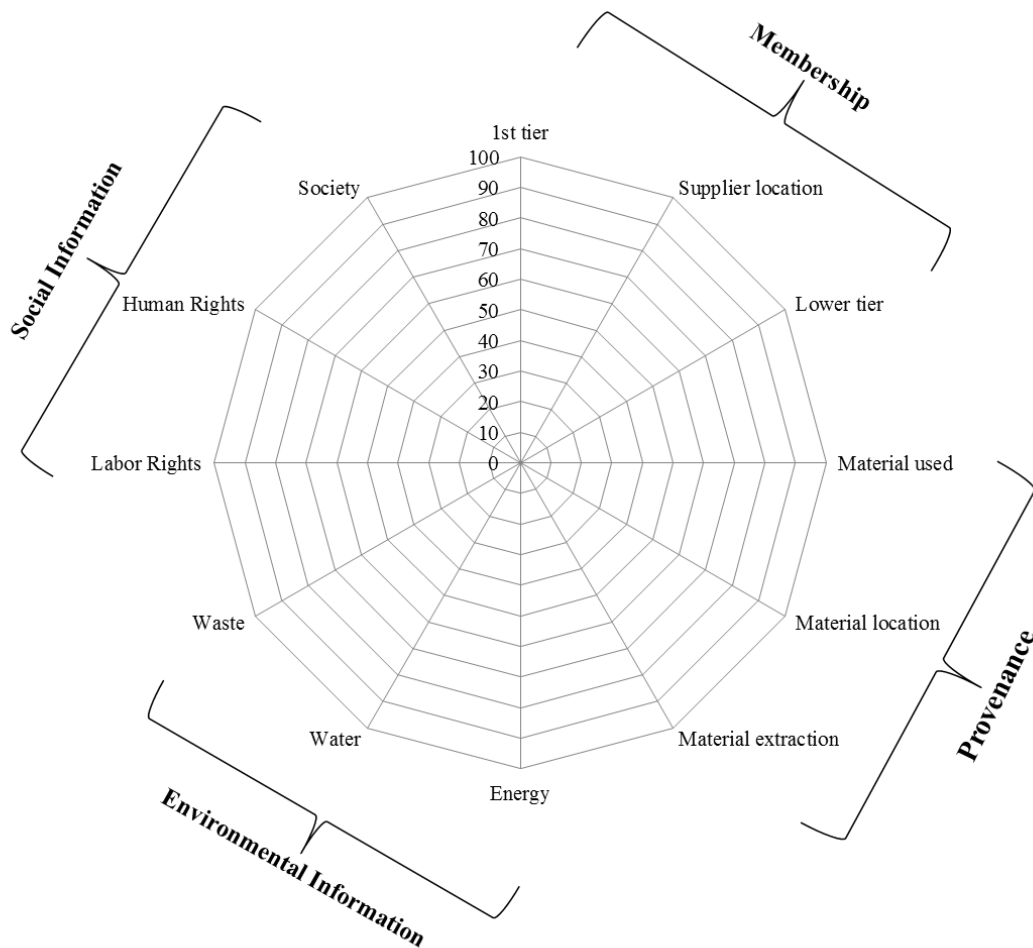 Membership
1st tier
100
90
80
70
60
50
40
30
20
10
0
Supplier location
Lower tier
Material used
Material location
Material extraction
Energy
Water
Waste
Labor Rights
Human Rights
Society
Provenance
Environmental Information
Social Information